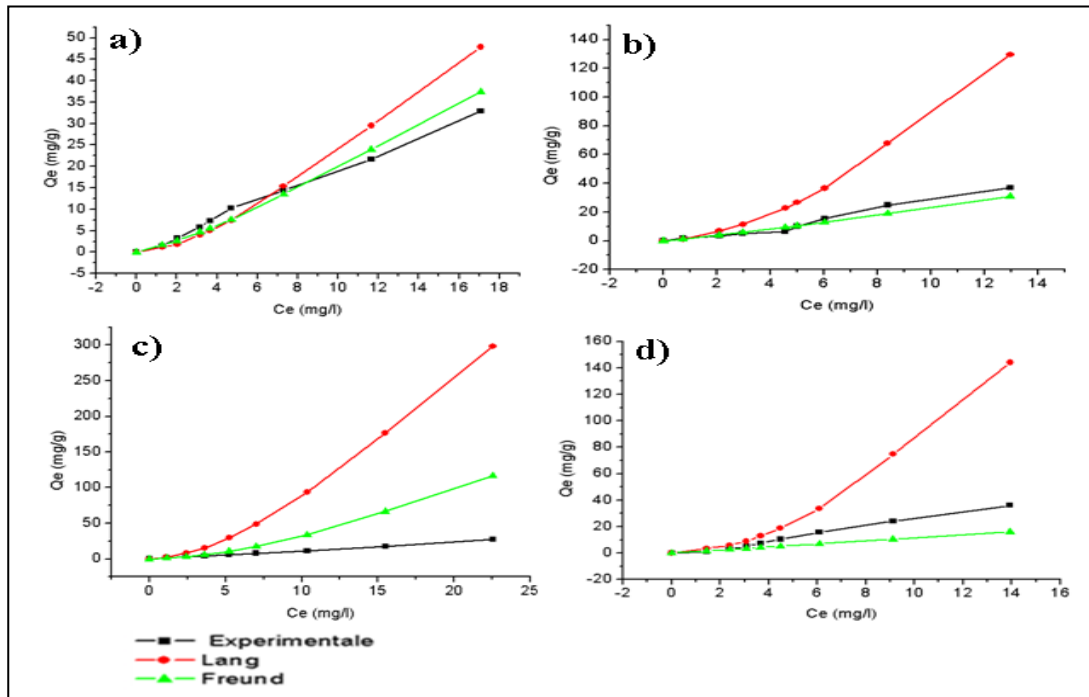 a)
50
45
40
35
30
25
20
15
10
5
0
-5
Qe (mg/g)
-2 0 2 4 6 8 10 12 14 16 18
Ce (mg/l)
b)
140
120
100
80
60
40
20
0
-20
Qe (mg/g)
-2 0 2 4 6 8 10 12 14
Ce (mg/l)
c)
300
250
200
150
100
50
0
Qe (mg/g)
0 5 10 15 20 25
Ce (mg/l)
d)
160
140
120
100
80
60
40
20
0
-20
Qe (mg/g)
-2 0 2 4 6 8 10 12 14 16
Ce (mg/l)
Experimentale
Lang
Freund